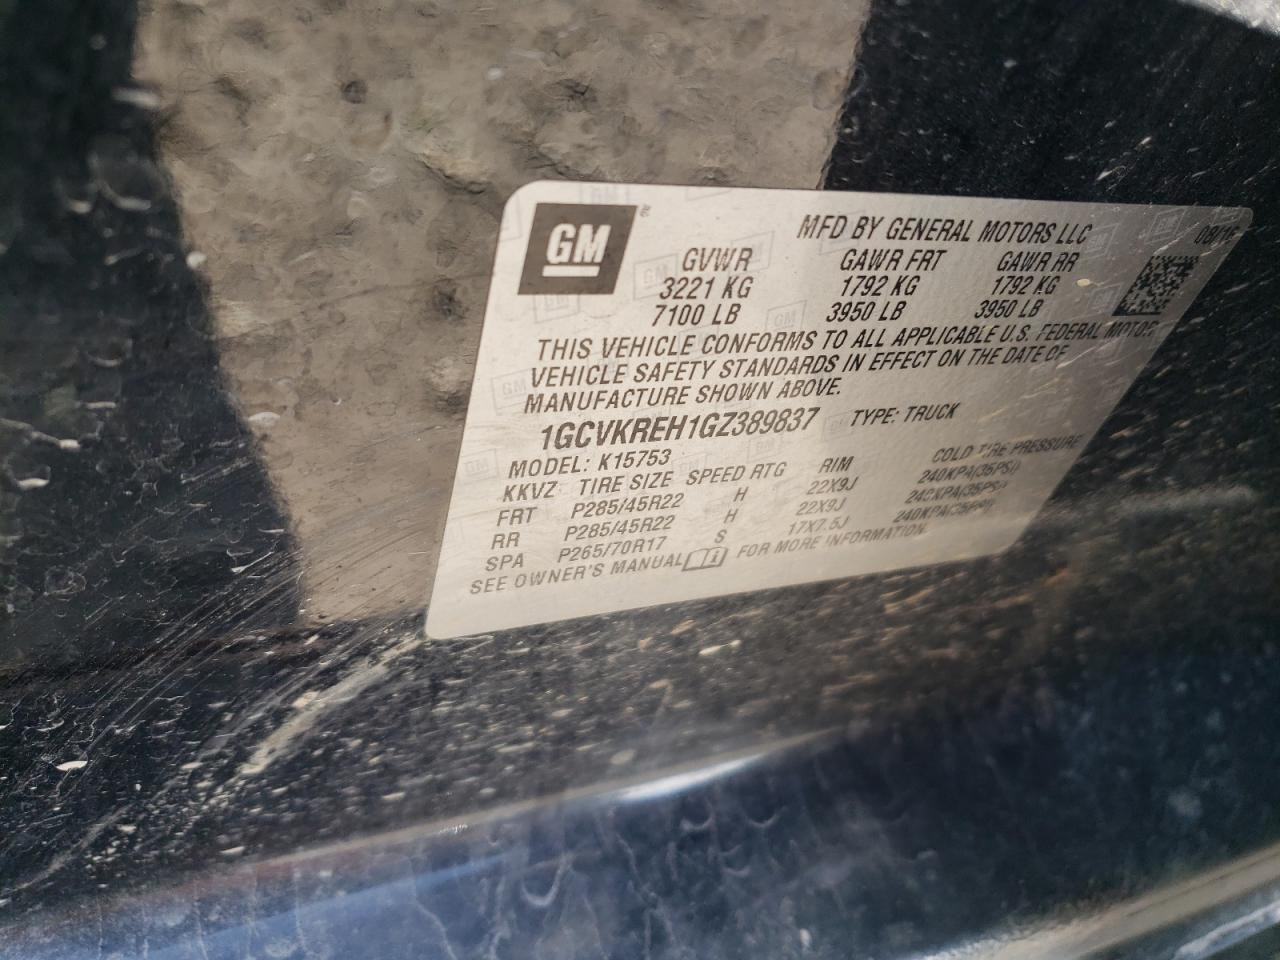 GM
MFD BY GENERAL MOTORS LLC
GVWR GAWR FRT GAWR RR
3221 KG 1792 KG 1792 KG
7100 LB 3950 LB 3950 LB
THIS VEHICLE CONFORMS TO ALL APPLICABLE U.S. FEDERAL MOTOR
VEHICLE SAFETY STANDARDS IN EFFECT ON THE DATE OF
MANUFACTURE SHOWN ABOVE.
1GCVKREH1GZ389837 TYPE: TRUCK
MODEL: K15753
KKVZ TIRE SIZE SPEED RTG RIM COLD TIRE PRESSURE
FRT P285/45R22 H 22X9J 240KPA(35PSI)
RR P285/45R22 H 22X9J 240KPA(35PSI)
SPA P265/70R17 S 17X7.5J 240KPA(35PSI)
SEE OWNER'S MANUAL FOR MORE INFORMATION.